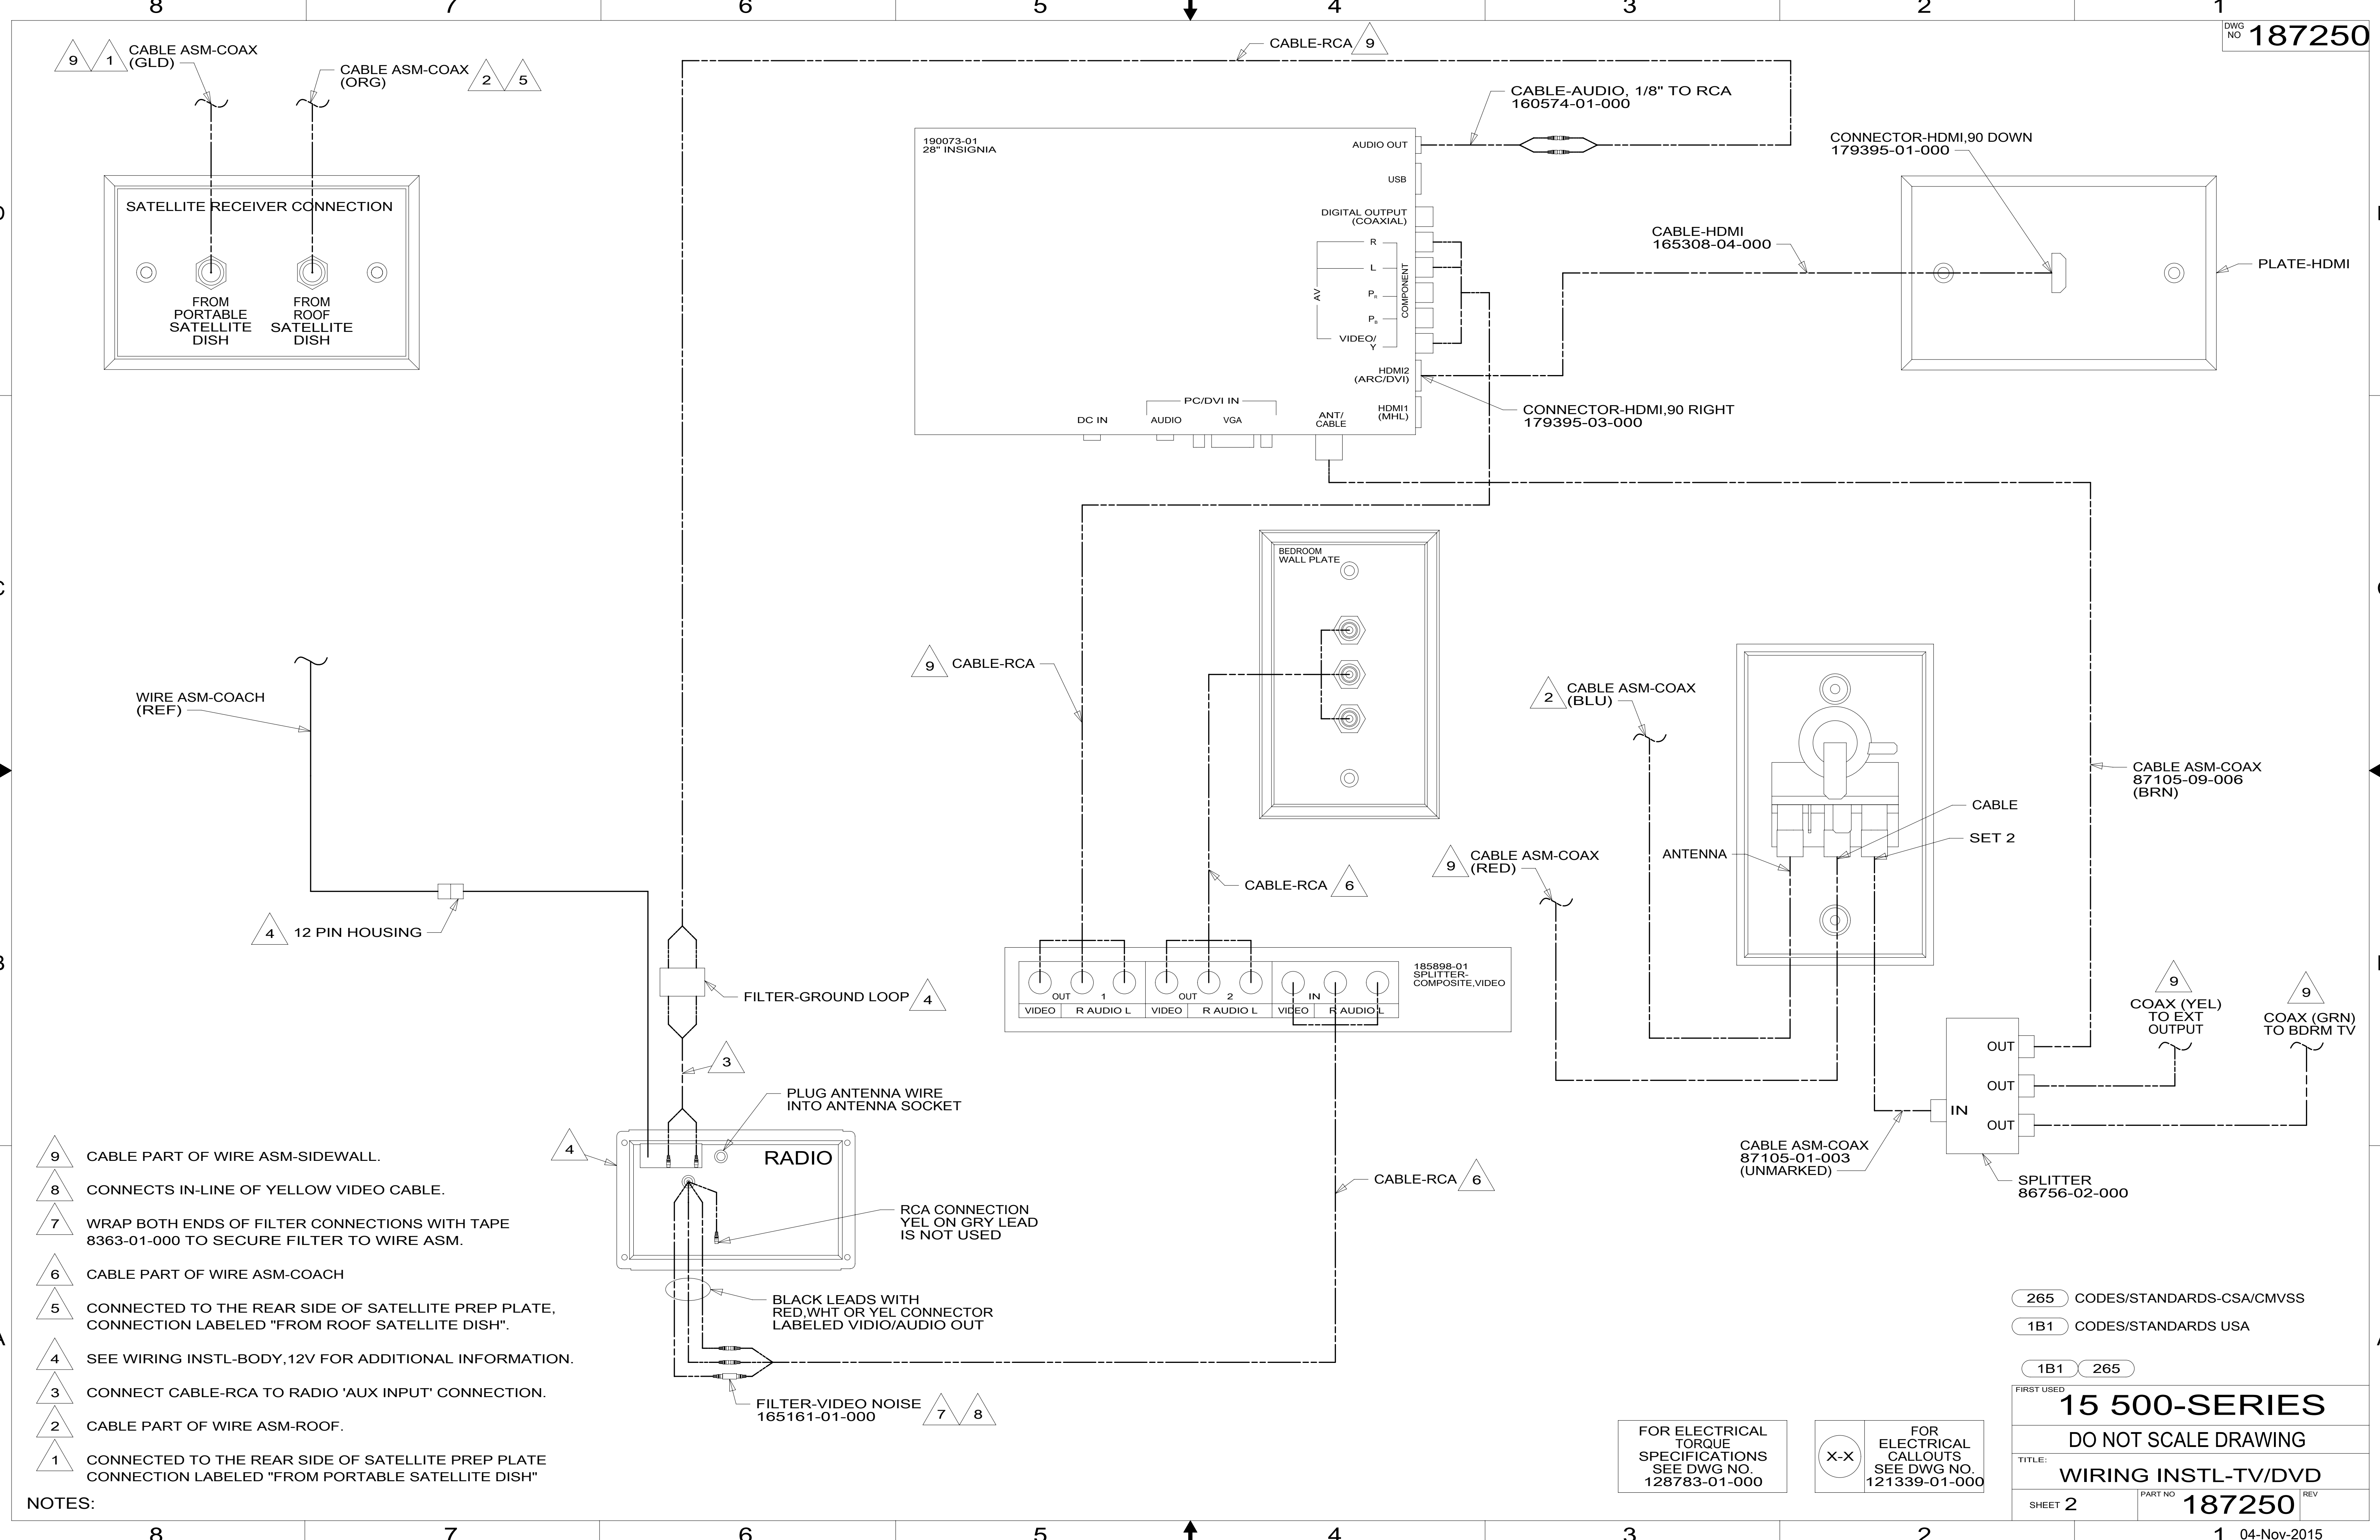 8 7 6 5 4 3 2 1
DWG
NO 187250
9 1 CABLE ASM-COAX
(GLD)
CABLE ASM-COAX 2 5
(ORG)
SATELLITE RECEIVER CONNECTION
FROM
PORTABLE
SATELLITE
DISH
FROM
ROOF
SATELLITE
DISH
CABLE-RCA 9
CABLE-AUDIO, 1/8" TO RCA
160574-01-000
190073-01
28" INSIGNIA
AUDIO OUT
USB
DIGITAL OUTPUT
(COAXIAL)
R
L
PR
PB
VIDEO/
Y
AV
COMPONENT
HDMI2
(ARC/DVI)
HDMI1
(MHL)
PC/DVI IN
DC IN
AUDIO
VGA
ANT/
CABLE
CONNECTOR-HDMI,90 DOWN
179395-01-000
CABLE-HDMI
165308-04-000
PLATE-HDMI
CONNECTOR-HDMI,90 RIGHT
179395-03-000
BEDROOM
WALL PLATE
9 CABLE-RCA
WIRE ASM-COACH
(REF)
2 CABLE ASM-COAX
(BLU)
CABLE ASM-COAX
87105-09-006
(BRN)
CABLE
SET 2
ANTENNA
9 CABLE ASM-COAX
(RED)
CABLE-RCA 6
4 12 PIN HOUSING
FILTER-GROUND LOOP 4
185898-01
SPLITTER-
COMPOSITE,VIDEO
OUT 1
OUT 2
IN
VIDEO R AUDIO L VIDEO R AUDIO L VIDEO R AUDIO L
9
COAX (YEL)
TO EXT
OUTPUT
9
COAX (GRN)
TO BDRM TV
OUT
OUT
OUT
IN
CABLE ASM-COAX
87105-01-003
(UNMARKED)
SPLITTER
86756-02-000
3
PLUG ANTENNA WIRE
INTO ANTENNA SOCKET
4
RADIO
CABLE-RCA 6
RCA CONNECTION
YEL ON GRY LEAD
IS NOT USED
BLACK LEADS WITH
RED,WHT OR YEL CONNECTOR
LABELED VIDIO/AUDIO OUT
FILTER-VIDEO NOISE
165161-01-000
7 8
9 CABLE PART OF WIRE ASM-SIDEWALL.
8 CONNECTS IN-LINE OF YELLOW VIDEO CABLE.
7 WRAP BOTH ENDS OF FILTER CONNECTIONS WITH TAPE
8363-01-000 TO SECURE FILTER TO WIRE ASM.
6 CABLE PART OF WIRE ASM-COACH
5 CONNECTED TO THE REAR SIDE OF SATELLITE PREP PLATE,
CONNECTION LABELED "FROM ROOF SATELLITE DISH".
4 SEE WIRING INSTL-BODY,12V FOR ADDITIONAL INFORMATION.
3 CONNECT CABLE-RCA TO RADIO 'AUX INPUT' CONNECTION.
2 CABLE PART OF WIRE ASM-ROOF.
1 CONNECTED TO THE REAR SIDE OF SATELLITE PREP PLATE
CONNECTION LABELED "FROM PORTABLE SATELLITE DISH"
NOTES:
265 CODES/STANDARDS-CSA/CMVSS
1B1 CODES/STANDARDS USA
1B1 265
FOR ELECTRICAL
TORQUE
SPECIFICATIONS
SEE DWG NO.
128783-01-000
X-X
FOR
ELECTRICAL
CALLOUTS
SEE DWG NO.
121339-01-000
FIRST USED
15 500-SERIES
DO NOT SCALE DRAWING
TITLE:
WIRING INSTL-TV/DVD
SHEET 2
PART NO 187250
REV
8 7 6 5 4 3 2 1
04-Nov-2015